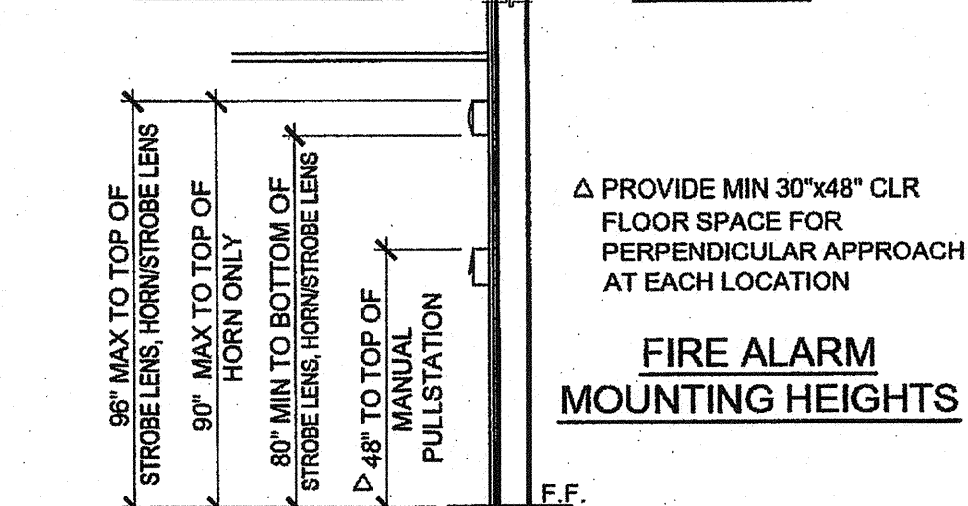 96" MAX TO TOP OF
STROBE LENS, HORN/STROBE LENS
90" MAX TO TOP OF
HORN ONLY
80" MIN TO BOTTOM OF
STROBE LENS, HORN/STROBE LENS
△ 48" TO TOP OF
MANUAL
PULLSTATION
△ PROVIDE MIN 30"x48" CLR
FLOOR SPACE FOR
PERPENDICULAR APPROACH
AT EACH LOCATION
FIRE ALARM
MOUNTING HEIGHTS
F.F.